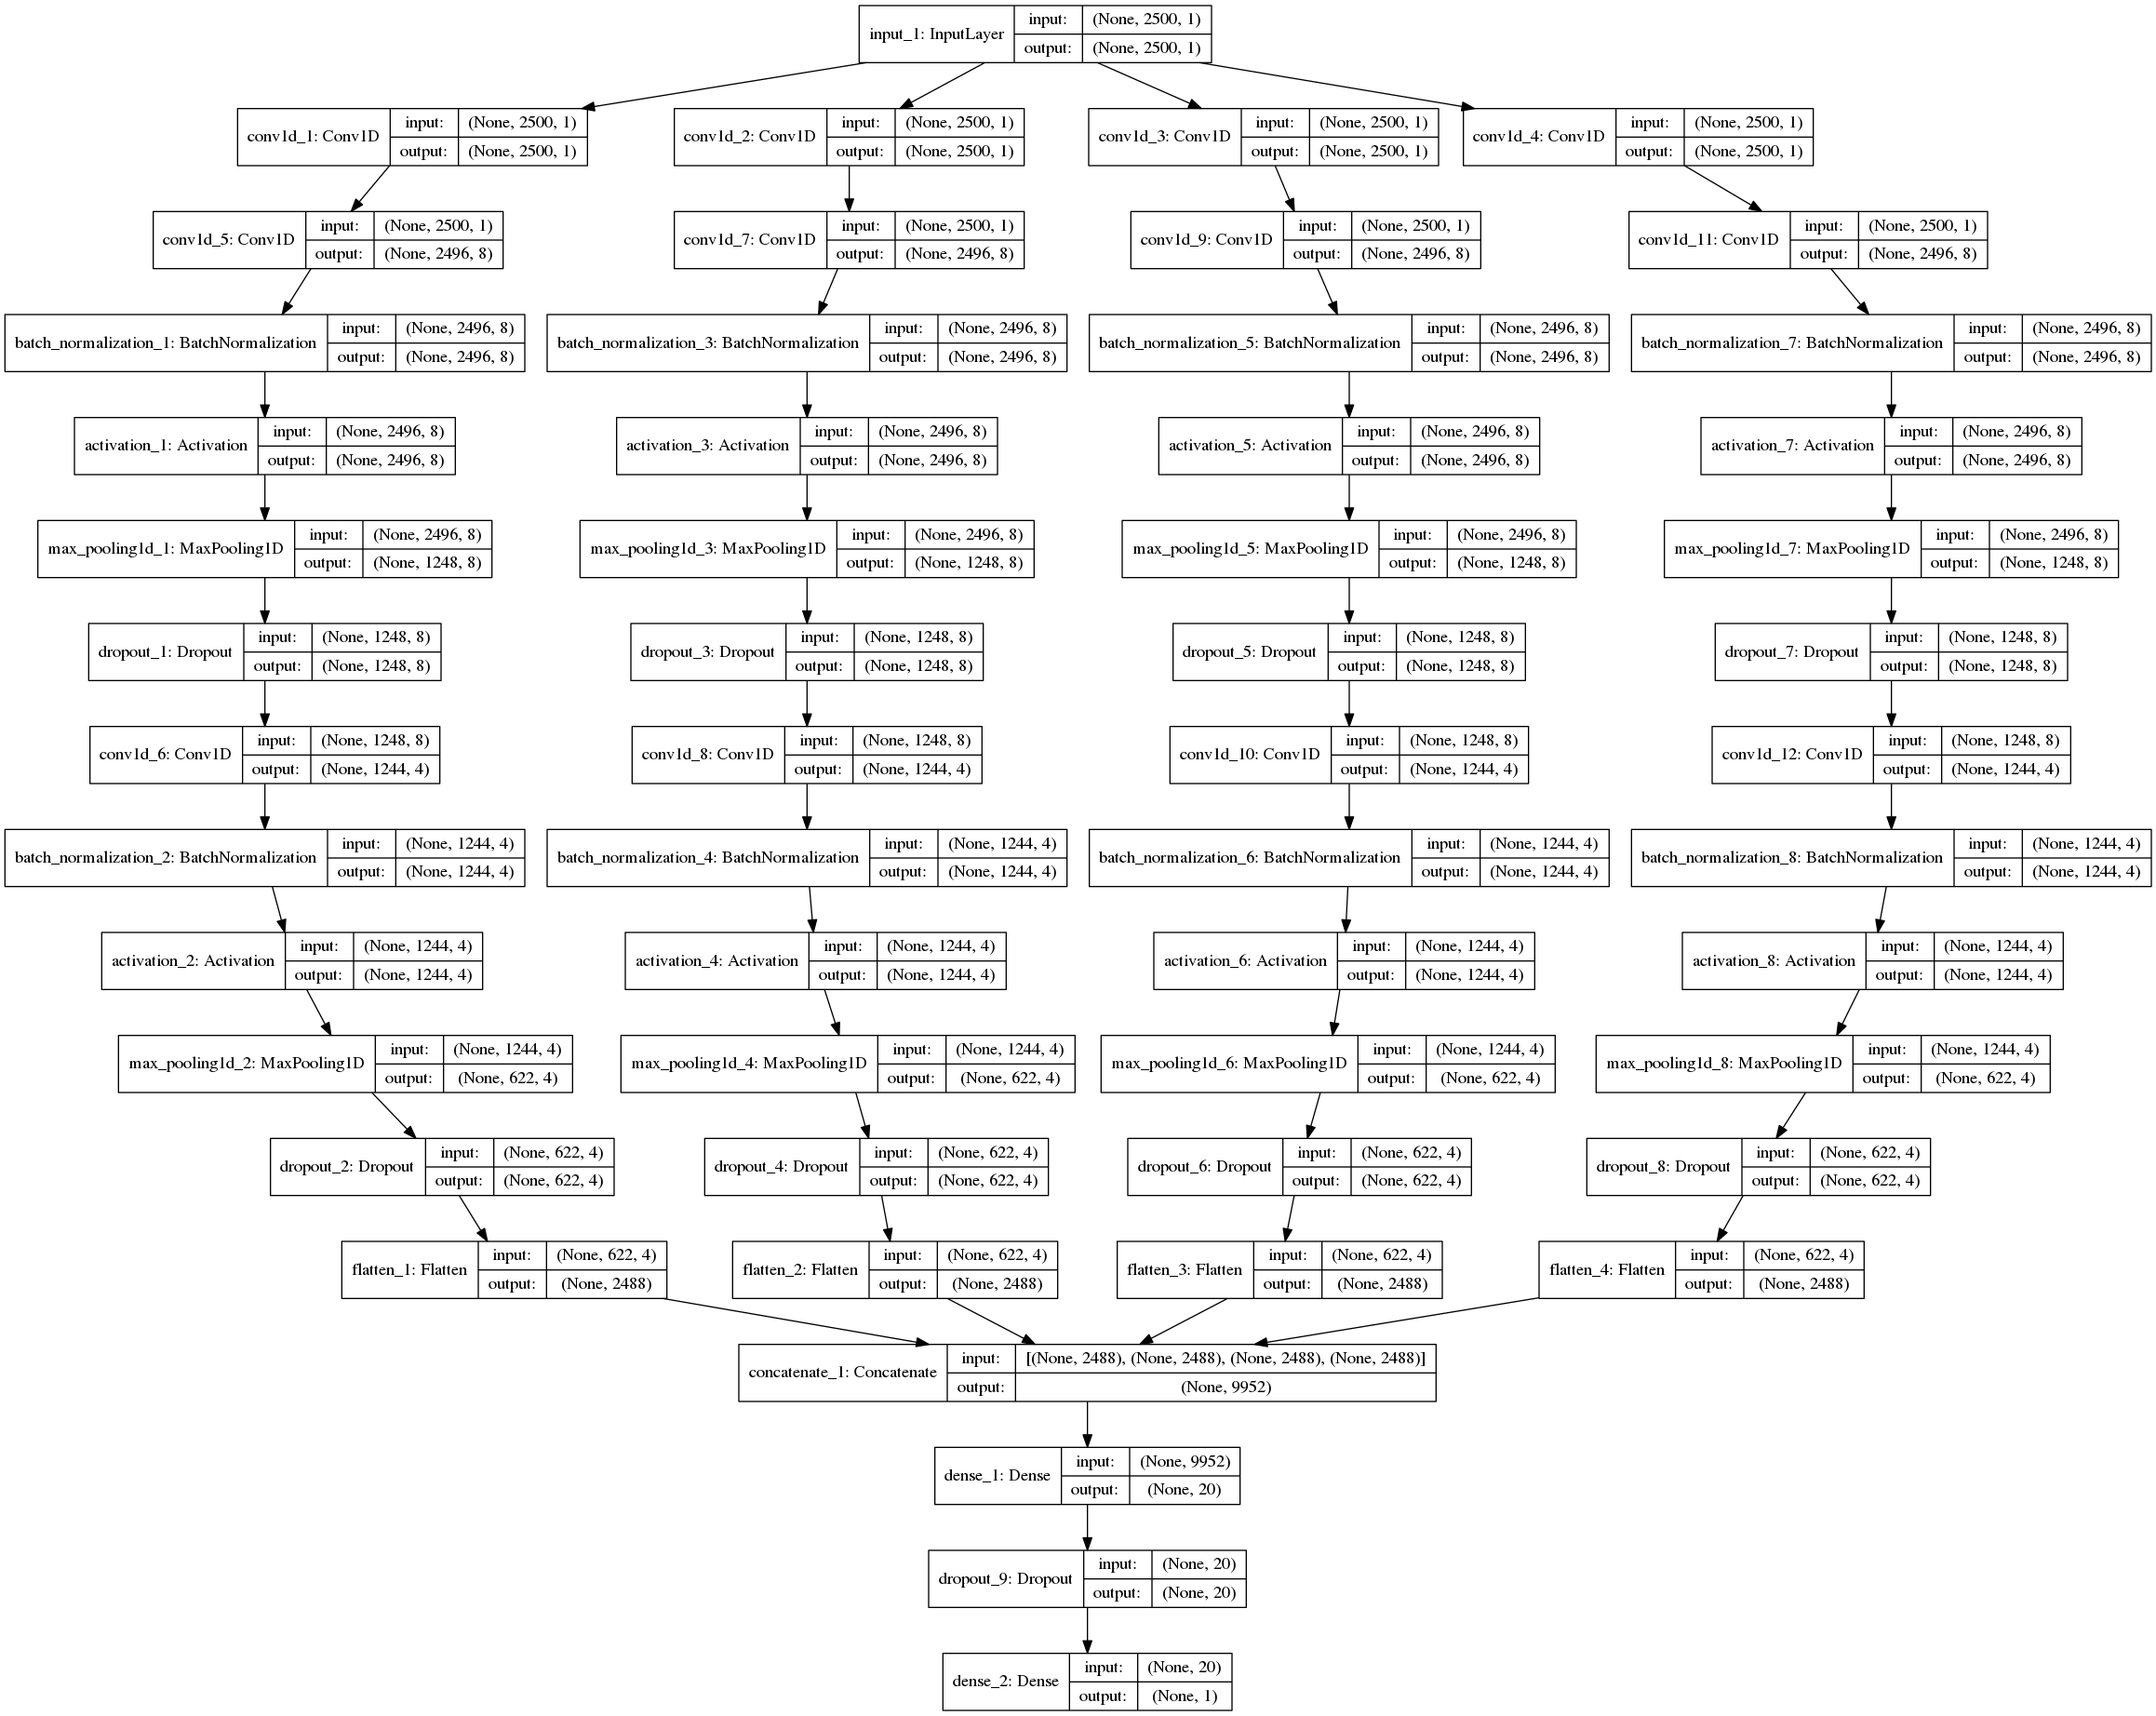 input_1: InputLayer input: (None, 2500, 1)
output: (None, 2500, 1)
conv1d_1: Conv1D input: (None, 2500, 1)
output: (None, 2500, 1)
conv1d_2: Conv1D input: (None, 2500, 1)
output: (None, 2500, 1)
conv1d_3: Conv1D input: (None, 2500, 1)
output: (None, 2500, 1)
conv1d_4: Conv1D input: (None, 2500, 1)
output: (None, 2500, 1)
conv1d_5: Conv1D input: (None, 2500, 1)
output: (None, 2496, 8)
conv1d_7: Conv1D input: (None, 2500, 1)
output: (None, 2496, 8)
conv1d_9: Conv1D input: (None, 2500, 1)
output: (None, 2496, 8)
conv1d_11: Conv1D input: (None, 2500, 1)
output: (None, 2496, 8)
batch_normalization_1: BatchNormalization input: (None, 2496, 8)
output: (None, 2496, 8)
batch_normalization_3: BatchNormalization input: (None, 2496, 8)
output: (None, 2496, 8)
batch_normalization_5: BatchNormalization input: (None, 2496, 8)
output: (None, 2496, 8)
batch_normalization_7: BatchNormalization input: (None, 2496, 8)
output: (None, 2496, 8)
activation_1: Activation input: (None, 2496, 8)
output: (None, 2496, 8)
activation_3: Activation input: (None, 2496, 8)
output: (None, 2496, 8)
activation_5: Activation input: (None, 2496, 8)
output: (None, 2496, 8)
activation_7: Activation input: (None, 2496, 8)
output: (None, 2496, 8)
max_pooling1d_1: MaxPooling1D input: (None, 2496, 8)
output: (None, 1248, 8)
max_pooling1d_3: MaxPooling1D input: (None, 2496, 8)
output: (None, 1248, 8)
max_pooling1d_5: MaxPooling1D input: (None, 2496, 8)
output: (None, 1248, 8)
max_pooling1d_7: MaxPooling1D input: (None, 2496, 8)
output: (None, 1248, 8)
dropout_1: Dropout input: (None, 1248, 8)
output: (None, 1248, 8)
dropout_3: Dropout input: (None, 1248, 8)
output: (None, 1248, 8)
dropout_5: Dropout input: (None, 1248, 8)
output: (None, 1248, 8)
dropout_7: Dropout input: (None, 1248, 8)
output: (None, 1248, 8)
conv1d_6: Conv1D input: (None, 1248, 8)
output: (None, 1244, 4)
conv1d_8: Conv1D input: (None, 1248, 8)
output: (None, 1244, 4)
conv1d_10: Conv1D input: (None, 1248, 8)
output: (None, 1244, 4)
conv1d_12: Conv1D input: (None, 1248, 8)
output: (None, 1244, 4)
batch_normalization_2: BatchNormalization input: (None, 1244, 4)
output: (None, 1244, 4)
batch_normalization_4: BatchNormalization input: (None, 1244, 4)
output: (None, 1244, 4)
batch_normalization_6: BatchNormalization input: (None, 1244, 4)
output: (None, 1244, 4)
batch_normalization_8: BatchNormalization input: (None, 1244, 4)
output: (None, 1244, 4)
activation_2: Activation input: (None, 1244, 4)
output: (None, 1244, 4)
activation_4: Activation input: (None, 1244, 4)
output: (None, 1244, 4)
activation_6: Activation input: (None, 1244, 4)
output: (None, 1244, 4)
activation_8: Activation input: (None, 1244, 4)
output: (None, 1244, 4)
max_pooling1d_2: MaxPooling1D input: (None, 1244, 4)
output: (None, 622, 4)
max_pooling1d_4: MaxPooling1D input: (None, 1244, 4)
output: (None, 622, 4)
max_pooling1d_6: MaxPooling1D input: (None, 1244, 4)
output: (None, 622, 4)
max_pooling1d_8: MaxPooling1D input: (None, 1244, 4)
output: (None, 622, 4)
dropout_2: Dropout input: (None, 622, 4)
output: (None, 622, 4)
dropout_4: Dropout input: (None, 622, 4)
output: (None, 622, 4)
dropout_6: Dropout input: (None, 622, 4)
output: (None, 622, 4)
dropout_8: Dropout input: (None, 622, 4)
output: (None, 622, 4)
flatten_1: Flatten input: (None, 622, 4)
output: (None, 2488)
flatten_2: Flatten input: (None, 622, 4)
output: (None, 2488)
flatten_3: Flatten input: (None, 622, 4)
output: (None, 2488)
flatten_4: Flatten input: (None, 622, 4)
output: (None, 2488)
concatenate_1: Concatenate input: [(None, 2488), (None, 2488), (None, 2488), (None, 2488)]
output: (None, 9952)
dense_1: Dense input: (None, 9952)
output: (None, 20)
dropout_9: Dropout input: (None, 20)
output: (None, 20)
dense_2: Dense input: (None, 20)
output: (None, 1)